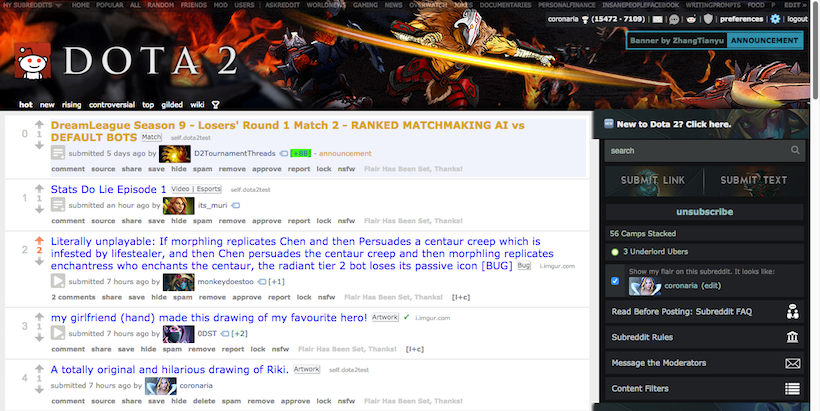 MY SUBREDDITS HOME POPULAR ALL RANDOM FRIENDS MOD USERS | ASKREDDIT WORLDNEWS GAMING NEWS OVERWATCH JOKES DOCUMENTARIES PERSONALFINANCE INSANEPEOPLEFACEBOOK WRITINGPROMPTS FOOD P EDIT »
coronaria (15472 · 7109) | | | | | preferences | | logout
Banner by ZhangTianyu ANNOUNCEMENT
DOTA 2
hot new rising controversial top gilded wiki
0 1 DreamLeague Season 9 - Losers' Round 1 Match 2 - RANKED MATCHMAKING AI vs
DEFAULT BOTS Match self.dota2test
submitted 5 days ago by D2TournamentThreads [+88] - announcement
comment source share save hide spam remove approve report lock nsfw Flair Has Been Set, Thanks!
1 1 Stats Do Lie Episode 1 Video | Esports self.dota2test
submitted an hour ago by its_muri
comment source share save hide spam remove approve report lock nsfw Flair Has Been Set, Thanks!
2 2 Literally unplayable: If morphling replicates Chen and then Persuades a centaur creep which is
infested by lifestealer, and then Chen persuades the centaur creep and then morphling replicates
enchantress who enchants the centaur, the radiant tier 2 bot loses its passive icon [BUG] Bug i.imgur.com
submitted 7 hours ago by monkeydoestoo [+1]
2 comments share save hide spam remove approve report lock nsfw Flair Has Been Set, Thanks! [l+c]
3 1 my girlfriend (hand) made this drawing of my favourite hero! Artwork ✓ i.imgur.com
submitted 7 hours ago by 0DST [+2]
comment share save hide spam remove approve report lock nsfw Flair Has Been Set, Thanks! [l+c]
4 1 A totally original and hilarious drawing of Riki. Artwork self.dota2test
submitted 7 hours ago by coronaria
comment source share save hide delete spam remove approve report lock nsfw Flair Has Been Set, Thanks!
New to Dota 2? Click here.
search
SUBMIT LINK SUBMIT TEXT
unsubscribe
56 Camps Stacked
3 Underlord Ubers
Show my flair on this subreddit. It looks like:
coronaria (edit)
Read Before Posting: Subreddit FAQ
Subreddit Rules
Message the Moderators
Content Filters